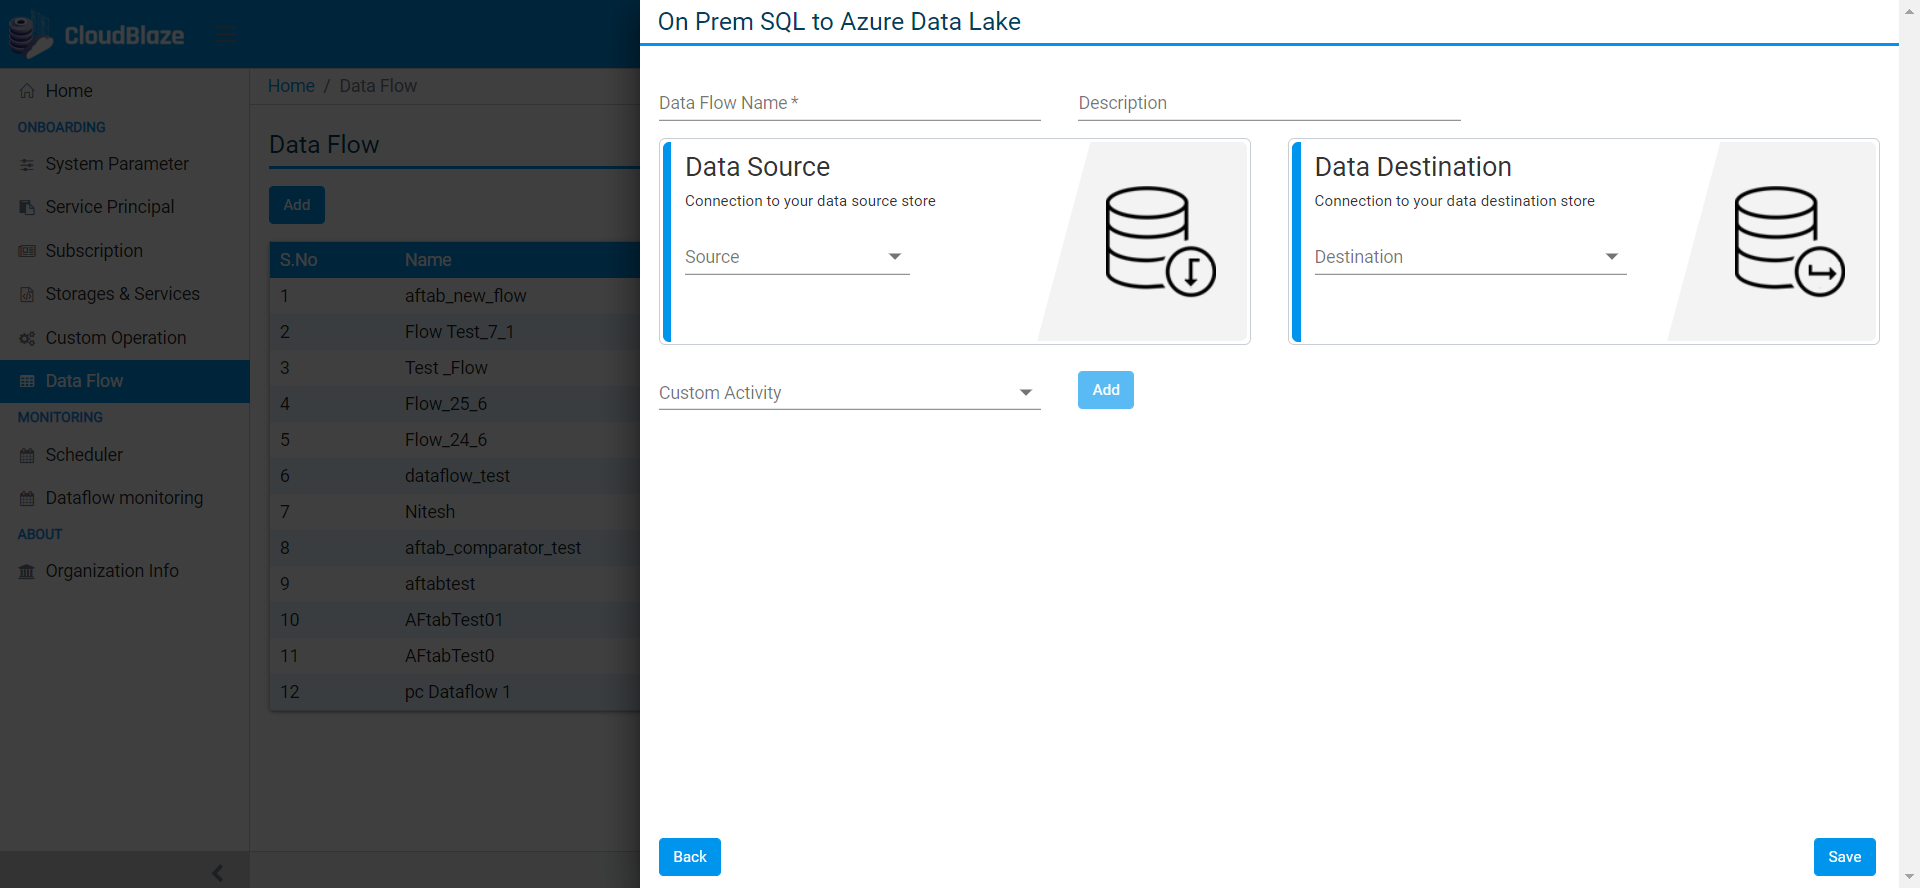 CloudBlaze
Home
ONBOARDING
System Parameter
Service Principal
Subscription
Storages & Services
Custom Operation
Data Flow
MONITORING
Scheduler
Dataflow monitoring
ABOUT
Organization Info
Home / Data Flow
Data Flow
Add
S.No Name
1 aftab_new_flow
2 Flow Test_7_1
3 Test _Flow
4 Flow_25_6
5 Flow_24_6
6 dataflow_test
7 Nitesh
8 aftab_comparator_test
9 aftabtest
10 AFtabTest01
11 AFtabTest0
12 pc Dataflow 1
On Prem SQL to Azure Data Lake
Data Flow Name * Description
Data Source
Connection to your data source store
Source
Data Destination
Connection to your data destination store
Destination
Custom Activity Add
Back Save